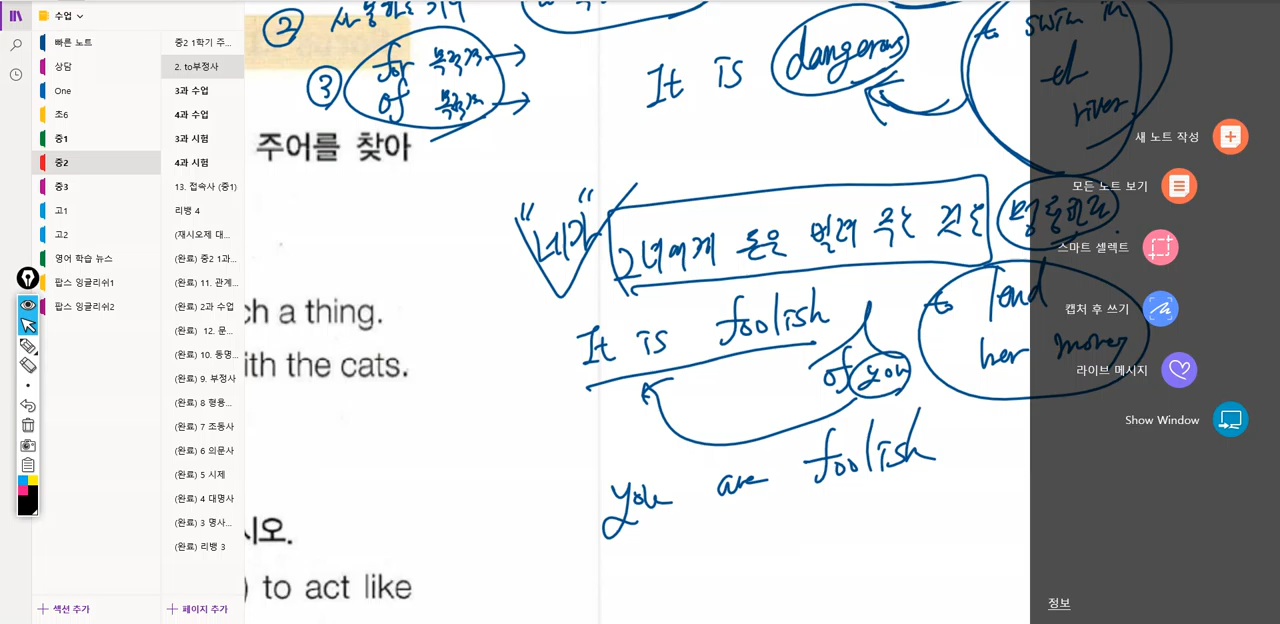 수업
빠른 노트
상담
One
초6
중1
중2
중3
고1
고2
영어 학습 뉴스
팝스 잉글리쉬1
팝스 잉글리쉬2
섹션 추가
중2 1학기 주...
2. to부정사
3과 수업
4과 수업
3과 시험
4과 시험
13. 접속사 (중1)
리뱅 4
(재시오제 대...
(완료) 중2 1과...
(완료) 11. 관계...
(완료) 2과 수업
(완료) 12. 문...
(완료) 10. 동명...
(완료) 9. 부정사
(완료) 8 형용...
(완료) 7 조동사
(완료) 6 의문사
(완료) 5 시제
(완료) 4 대명사
(완료) 3 명사...
(완료) 리뱅 3
페이지 추가
②
③ for 목적격 →
of 목적격 →
주어를 찾아
ch a thing.
ith the cats.
시오.
) to act like
It is dangerous
to swim in
river
"네가" 그녀에게 돈을 빌려 주는 것은
It is foolish
of you
to lend
her money
you are foolish
새 노트 작성
모든 노트 보기
스마트 셀렉트
캡처 후 쓰기
라이브 메시지
Show Window
정보